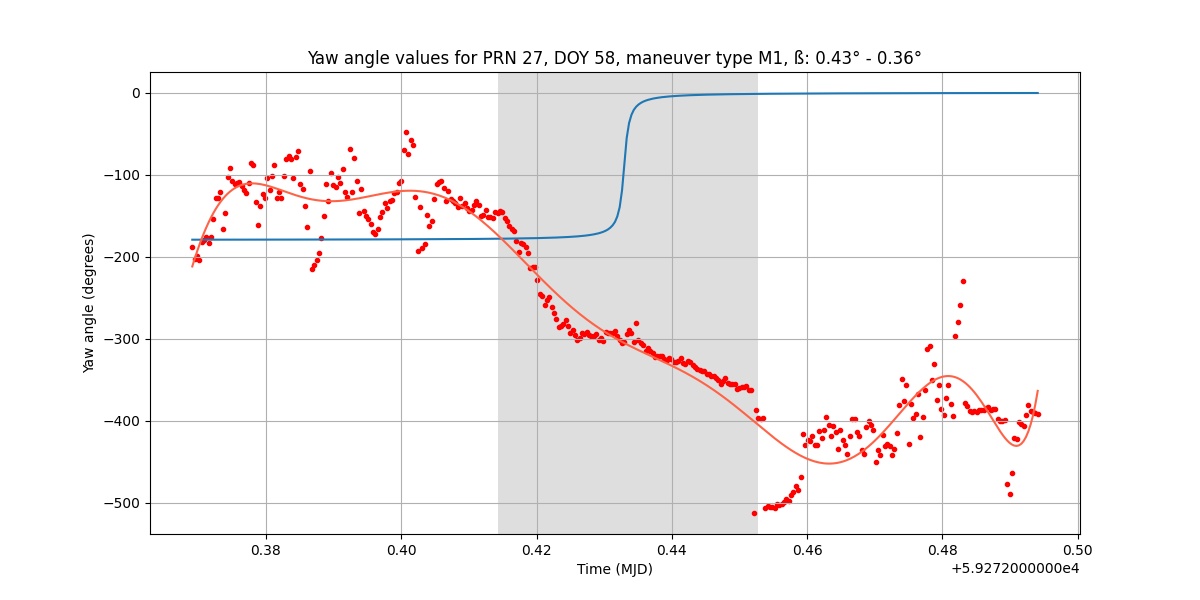 Yaw angle values for PRN 27, DOY 58, maneuver type M1, ß: 0.43° - 0.36°
Yaw angle (degrees)
0
−100
−200
−300
−400
−500
0.38 0.40 0.42 0.44 0.46 0.48 0.50
Time (MJD)
+5.9272000000e4